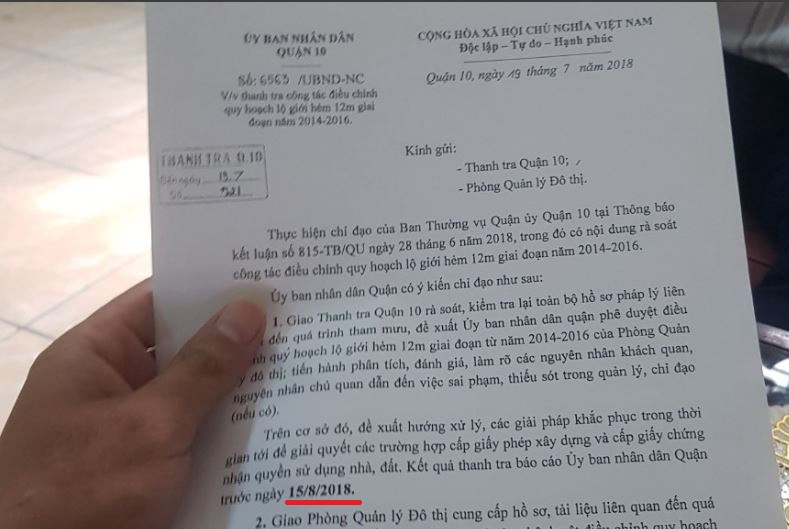 ỦY BAN NHÂN DÂN
QUẬN 10
Số: 6563 /UBND-NC
V/v thanh tra công tác điều chỉnh
quy hoạch lộ giới hẻm 12m giai
đoạn năm 2014-2016.
CỘNG HÒA XÃ HỘI CHỦ NGHĨA VIỆT NAM
Độc lập – Tự do – Hạnh phúc
Quận 10, ngày 19 tháng 7 năm 2018
THANH TRA Q.10
Đến ngày 19.7
Số 521
Kính gửi:
- Thanh tra Quận 10;
- Phòng Quản lý Đô thị.
Thực hiện chỉ đạo của Ban Thường vụ Quận ủy Quận 10 tại Thông báo
kết luận số 815-TB/QU ngày 28 tháng 6 năm 2018, trong đó có nội dung rà soát
công tác điều chỉnh quy hoạch lộ giới hẻm 12m giai đoạn năm 2014-2016.
Ủy ban nhân dân Quận có ý kiến chỉ đạo như sau:
1. Giao Thanh tra Quận 10 rà soát, kiểm tra lại toàn bộ hồ sơ pháp lý liên
đến quá trình tham mưu, đề xuất Ủy ban nhân dân quận phê duyệt điều
quy hoạch lộ giới hẻm 12m giai đoạn từ năm 2014-2016 của Phòng Quản
đô thị; tiến hành phân tích, đánh giá, làm rõ các nguyên nhân khách quan,
nguyên nhân chủ quan dẫn đến việc sai phạm, thiếu sót trong quản lý, chỉ đạo
(nếu có).
Trên cơ sở đó, đề xuất hướng xử lý, các giải pháp khắc phục trong thời
gian tới để giải quyết các trường hợp cấp giấy phép xây dựng và cấp giấy chứng
nhận quyền sử dụng nhà, đất. Kết quả thanh tra báo cáo Ủy ban nhân dân Quận
trước ngày 15/8/2018.
2. Giao Phòng Quản lý Đô thị cung cấp hồ sơ, tài liệu liên quan đến quá
điều chỉnh quy hoạch